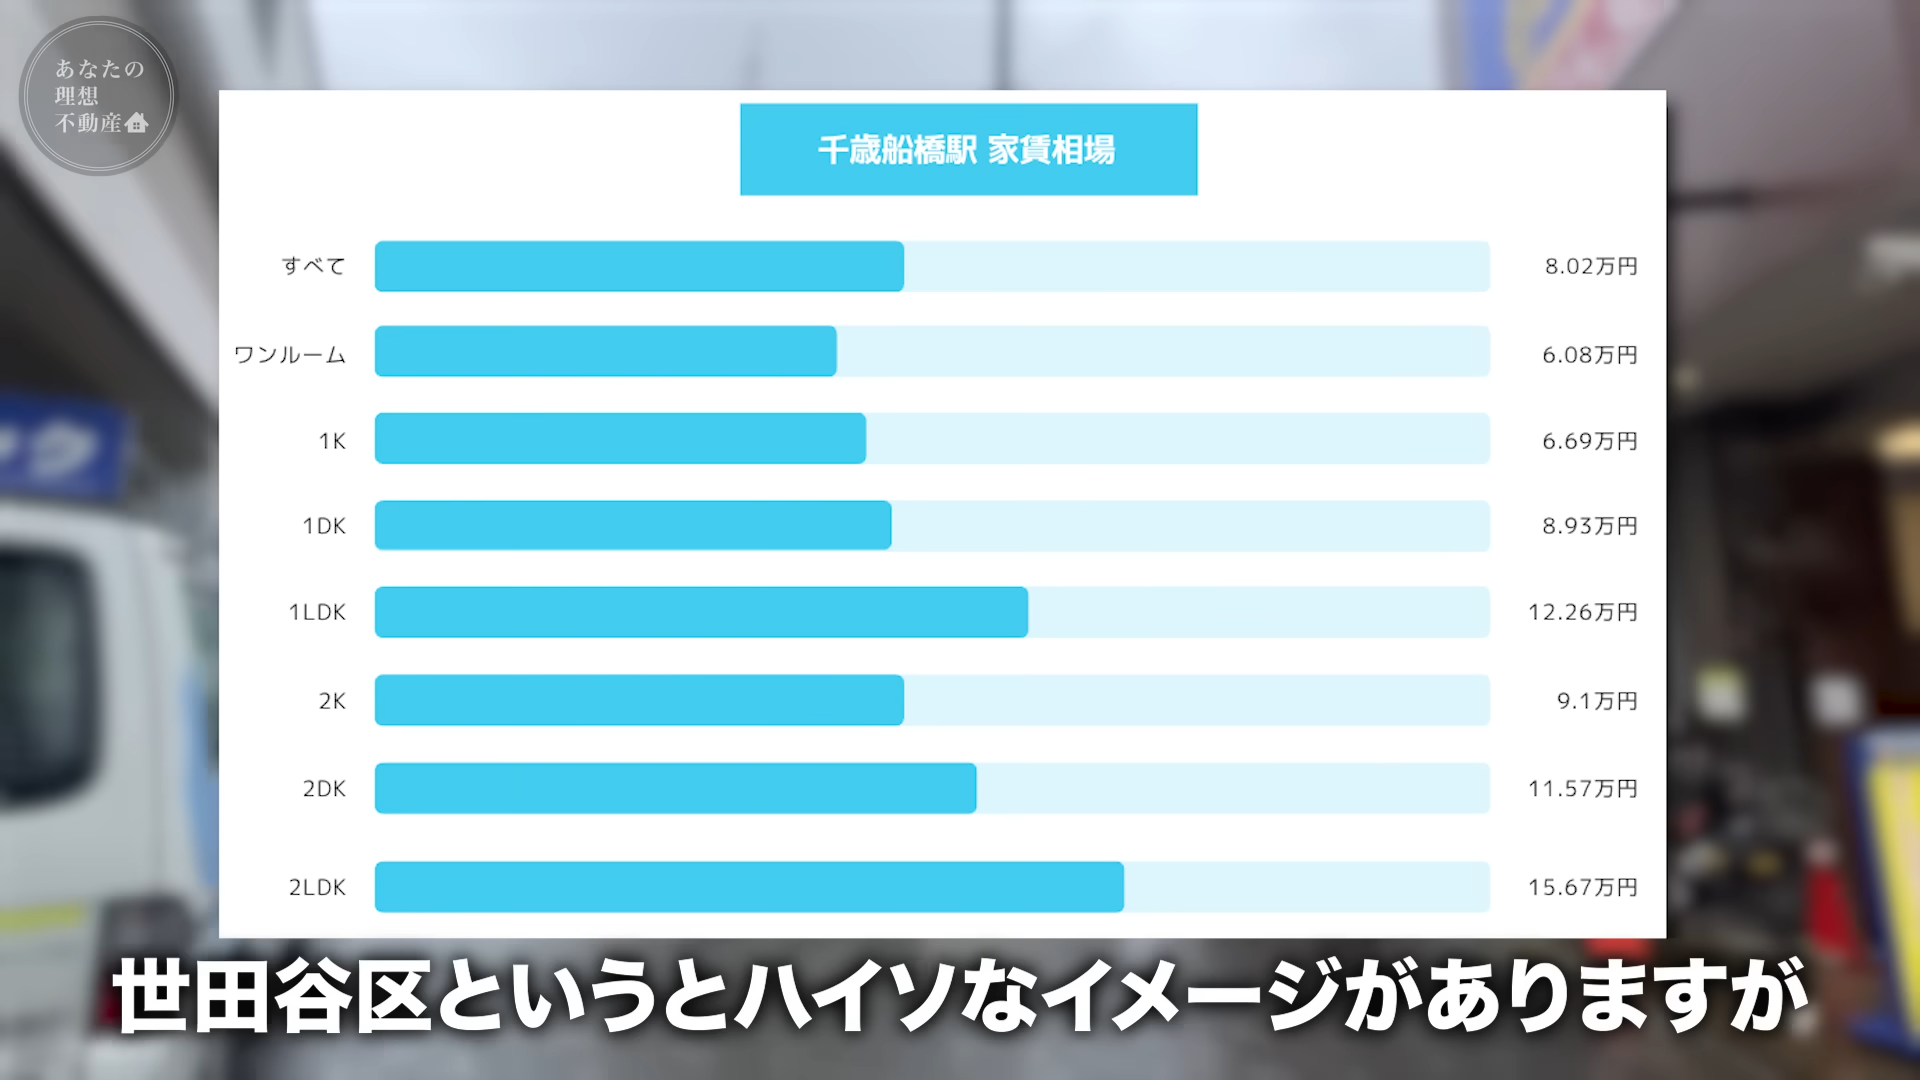 あなたの
理想
不動産
千歳船橋駅 家賃相場
すべて 8.02万円
ワンルーム 6.08万円
1K 6.69万円
1DK 8.93万円
1LDK 12.26万円
2K 9.1万円
2DK 11.57万円
2LDK 15.67万円
世田谷区というとハイソなイメージがありますが